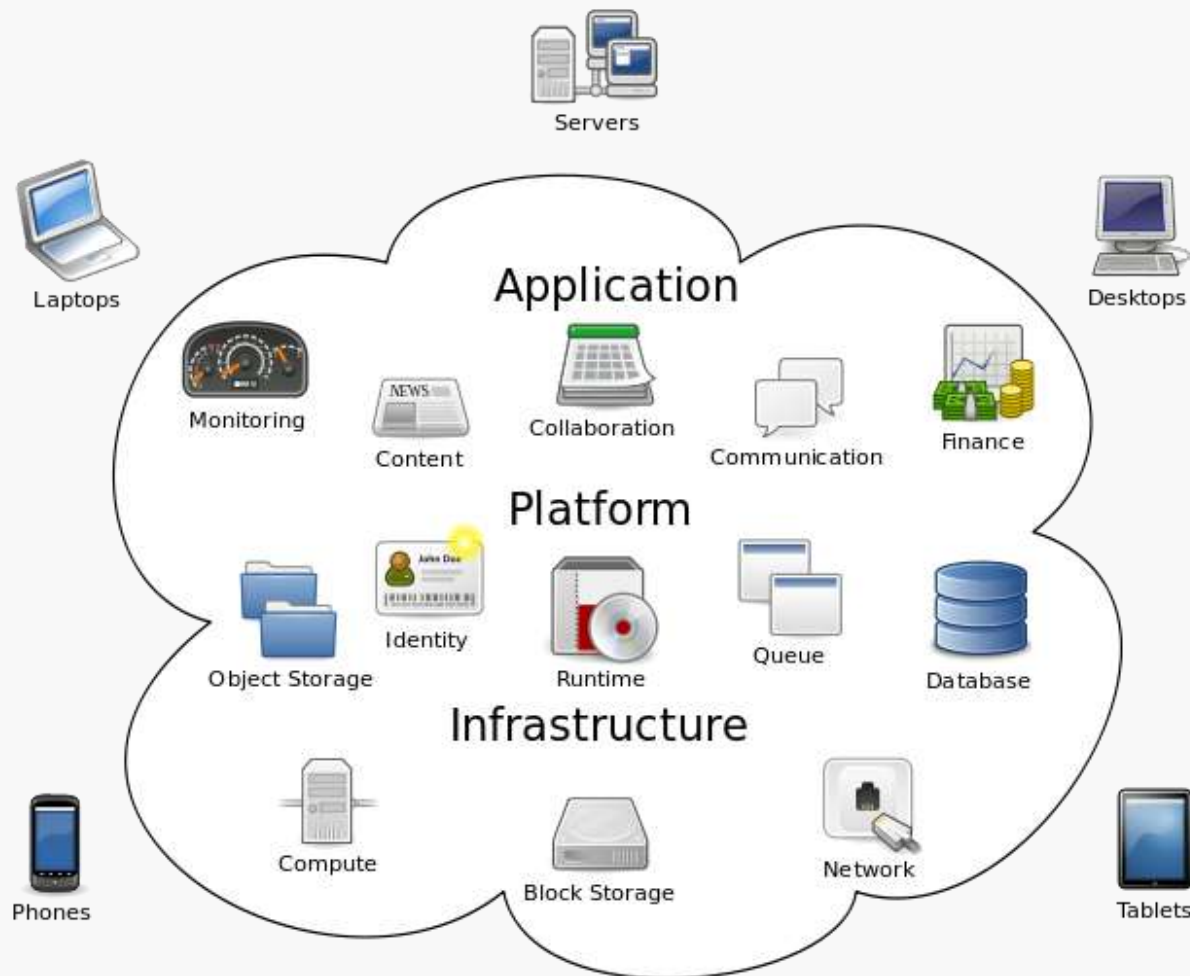 Servers
Laptops
Desktops
Application
Monitoring
NEWS
Content
Collaboration
Communication
Finance
Platform
Object Storage
John Doe
Identity
Runtime
Queue
Database
Infrastructure
Compute
Block Storage
Network
Phones
Tablets